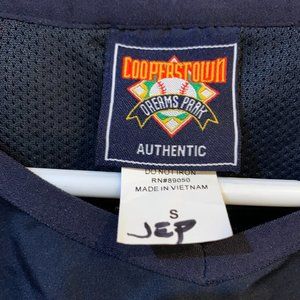 COOPERSTOWN
DREAMS PARK
AUTHENTIC
DO NOT IRON
RN#89050
MADE IN VIETNAM
S
JEP